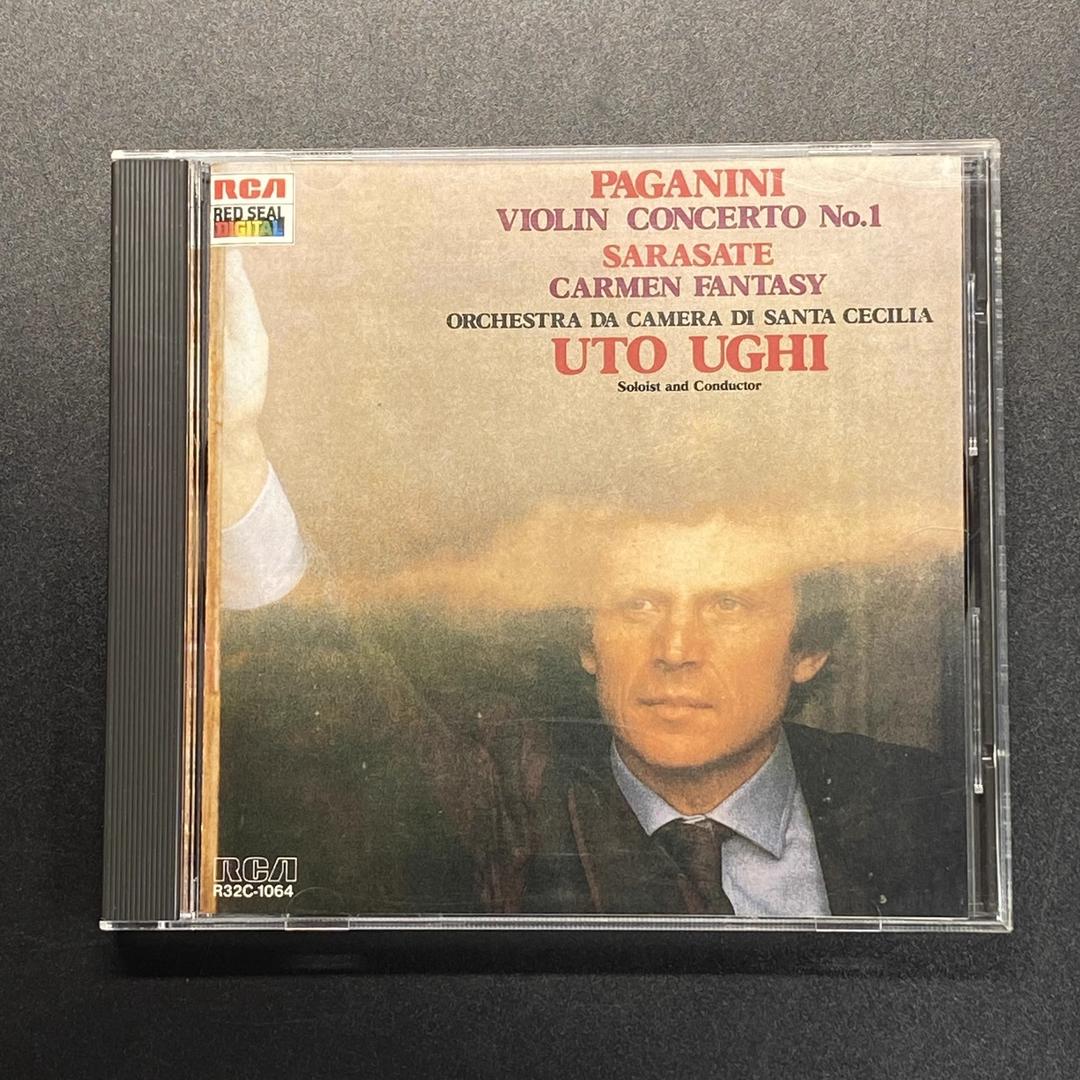 RCA
RED SEAL
DIGITAL
PAGANINI
VIOLIN CONCERTO No.1
SARASATE
CARMEN FANTASY
ORCHESTRA DA CAMERA DI SANTA CECILIA
UTO UGHI
Soloist and Conductor
RCA
R32C-1064